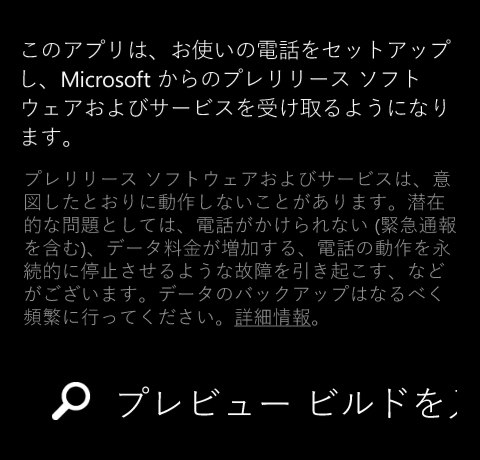 このアプリは、お使いの電話をセットアップ
し、Microsoft からのプレリリース ソフト
ウェアおよびサービスを受け取るようになり
ます。
プレリリース ソフトウェアおよびサービスは、意
図したとおりに動作しないことがあります。潜在
的な問題としては、電話がかけられない (緊急通報
を含む)、データ料金が増加する、電話の動作を永
続的に停止させるような故障を引き起こす、など
がございます。データのバックアップはなるべく
頻繁に行ってください。詳細情報。
プレビュー ビルドを